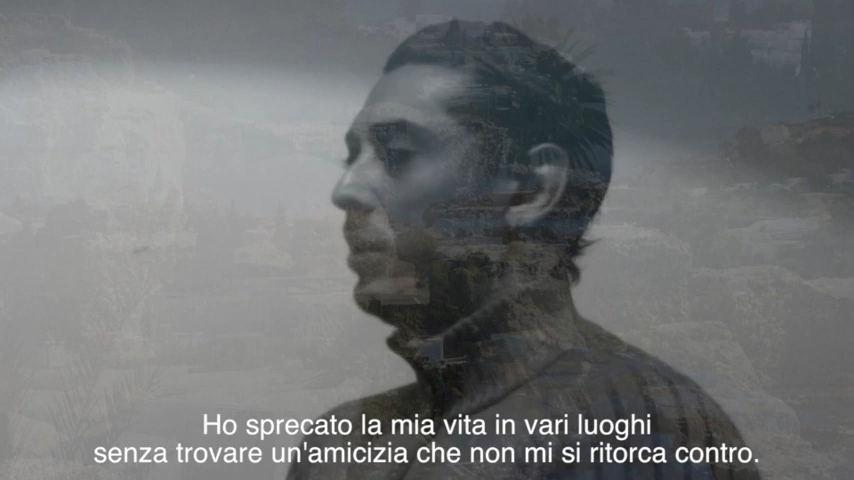 Ho sprecato la mia vita in vari luoghi
senza trovare un'amicizia che non mi si ritorca contro.